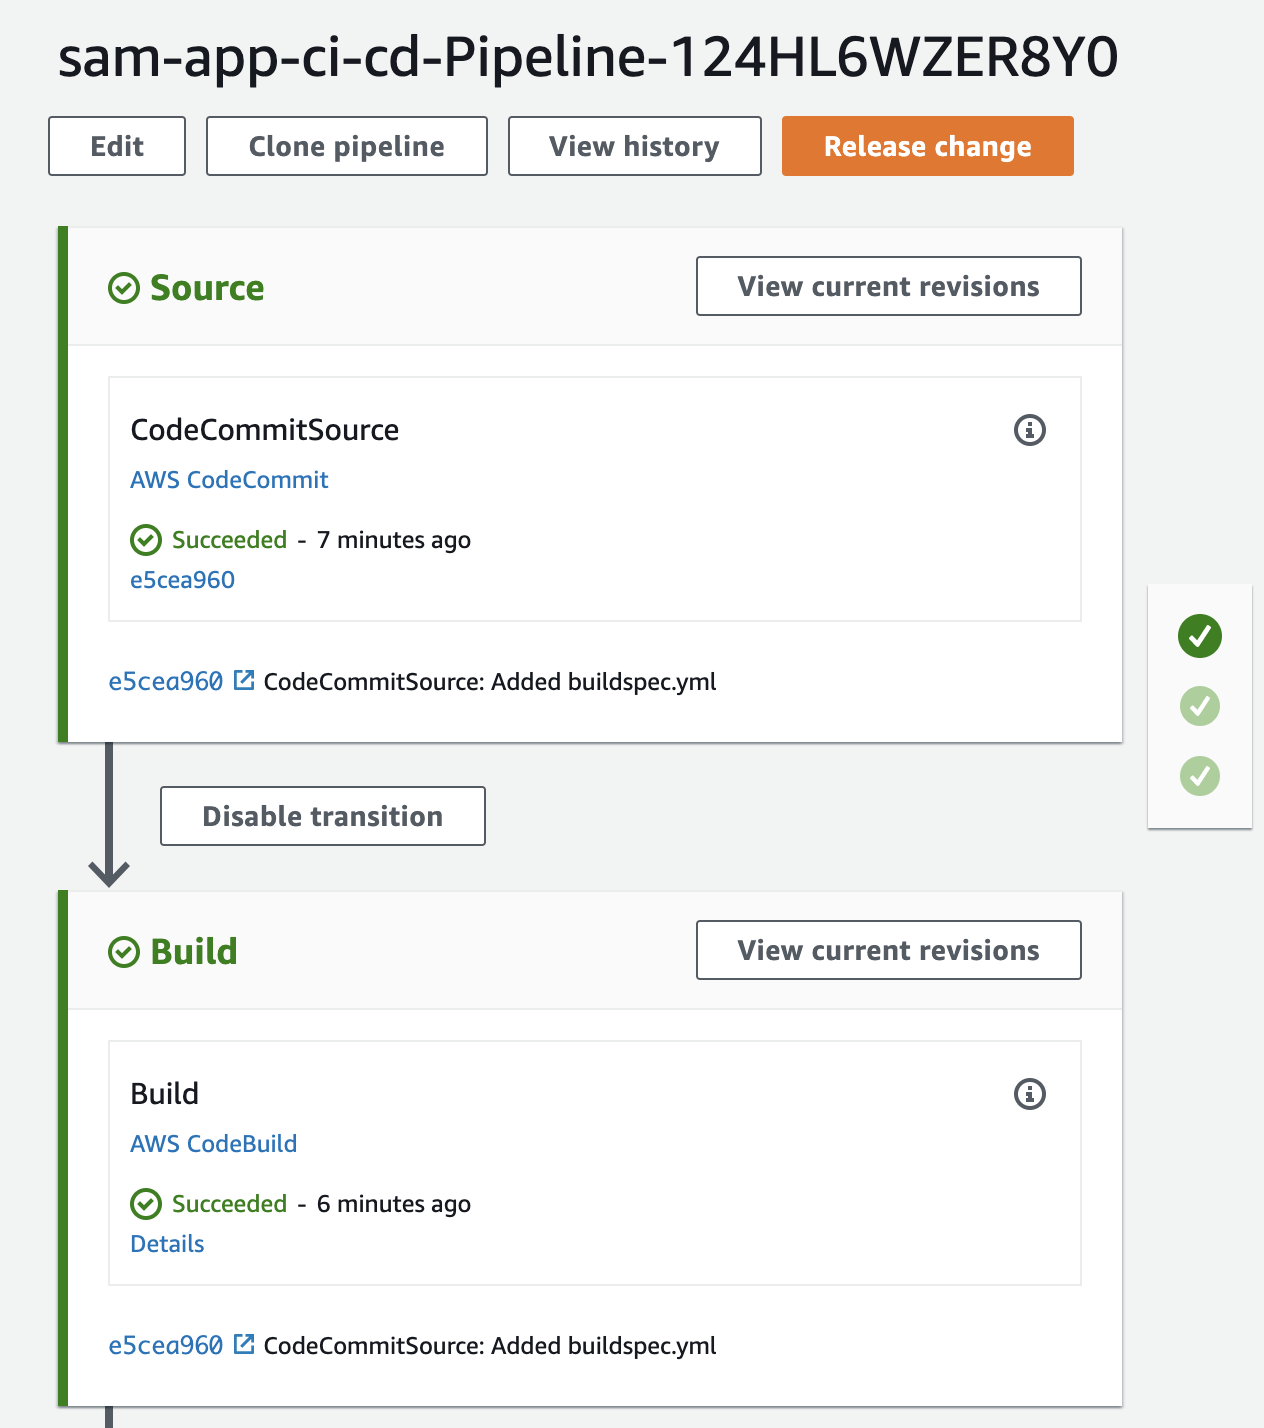 sam-app-ci-cd-Pipeline-124HL6WZER8Y0
Edit
Clone pipeline
View history
Release change
Source
View current revisions
CodeCommitSource
AWS CodeCommit
Succeeded - 7 minutes ago
e5cea960
e5cea960 CodeCommitSource: Added buildspec.yml
Disable transition
Build
View current revisions
Build
AWS CodeBuild
Succeeded - 6 minutes ago
Details
e5cea960 CodeCommitSource: Added buildspec.yml